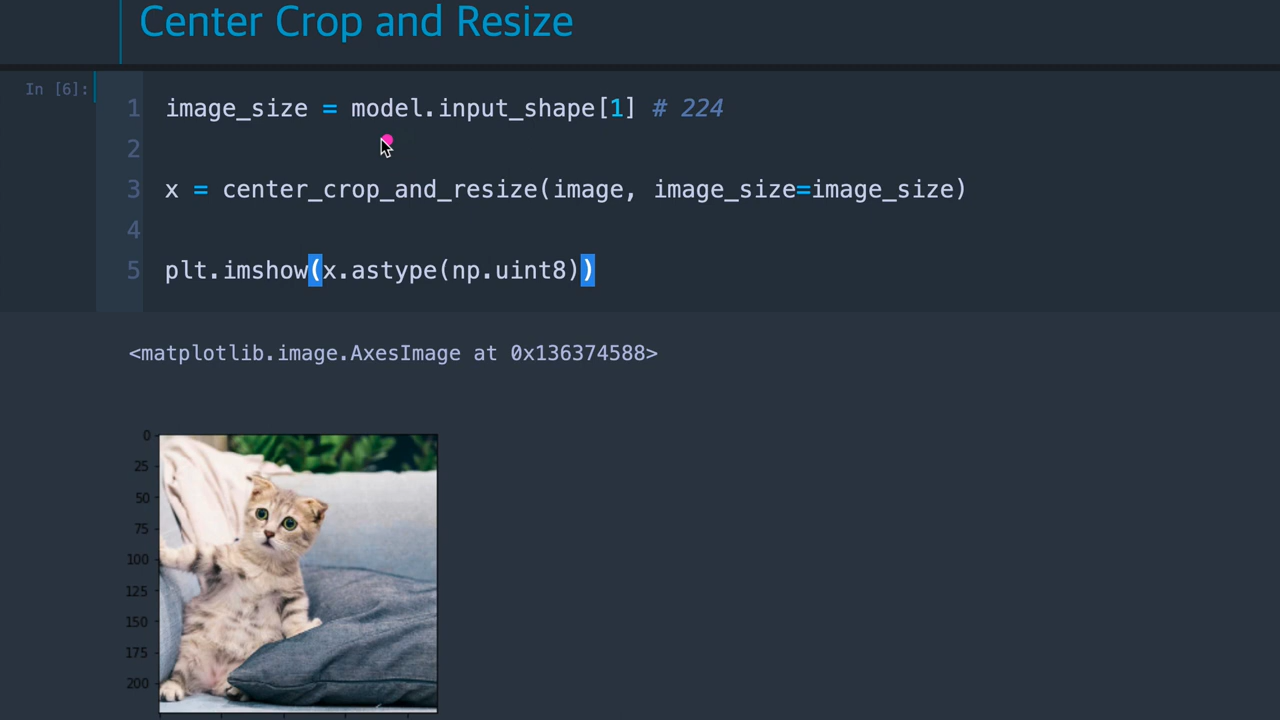 Center Crop and Resize
In [6]:
1 image_size = model.input_shape[1] # 224
2
3 x = center_crop_and_resize(image, image_size=image_size)
4
5 plt.imshow(x.astype(np.uint8))
<matplotlib.image.AxesImage at 0x136374588>
0
25
50
75
100
125
150
175
200